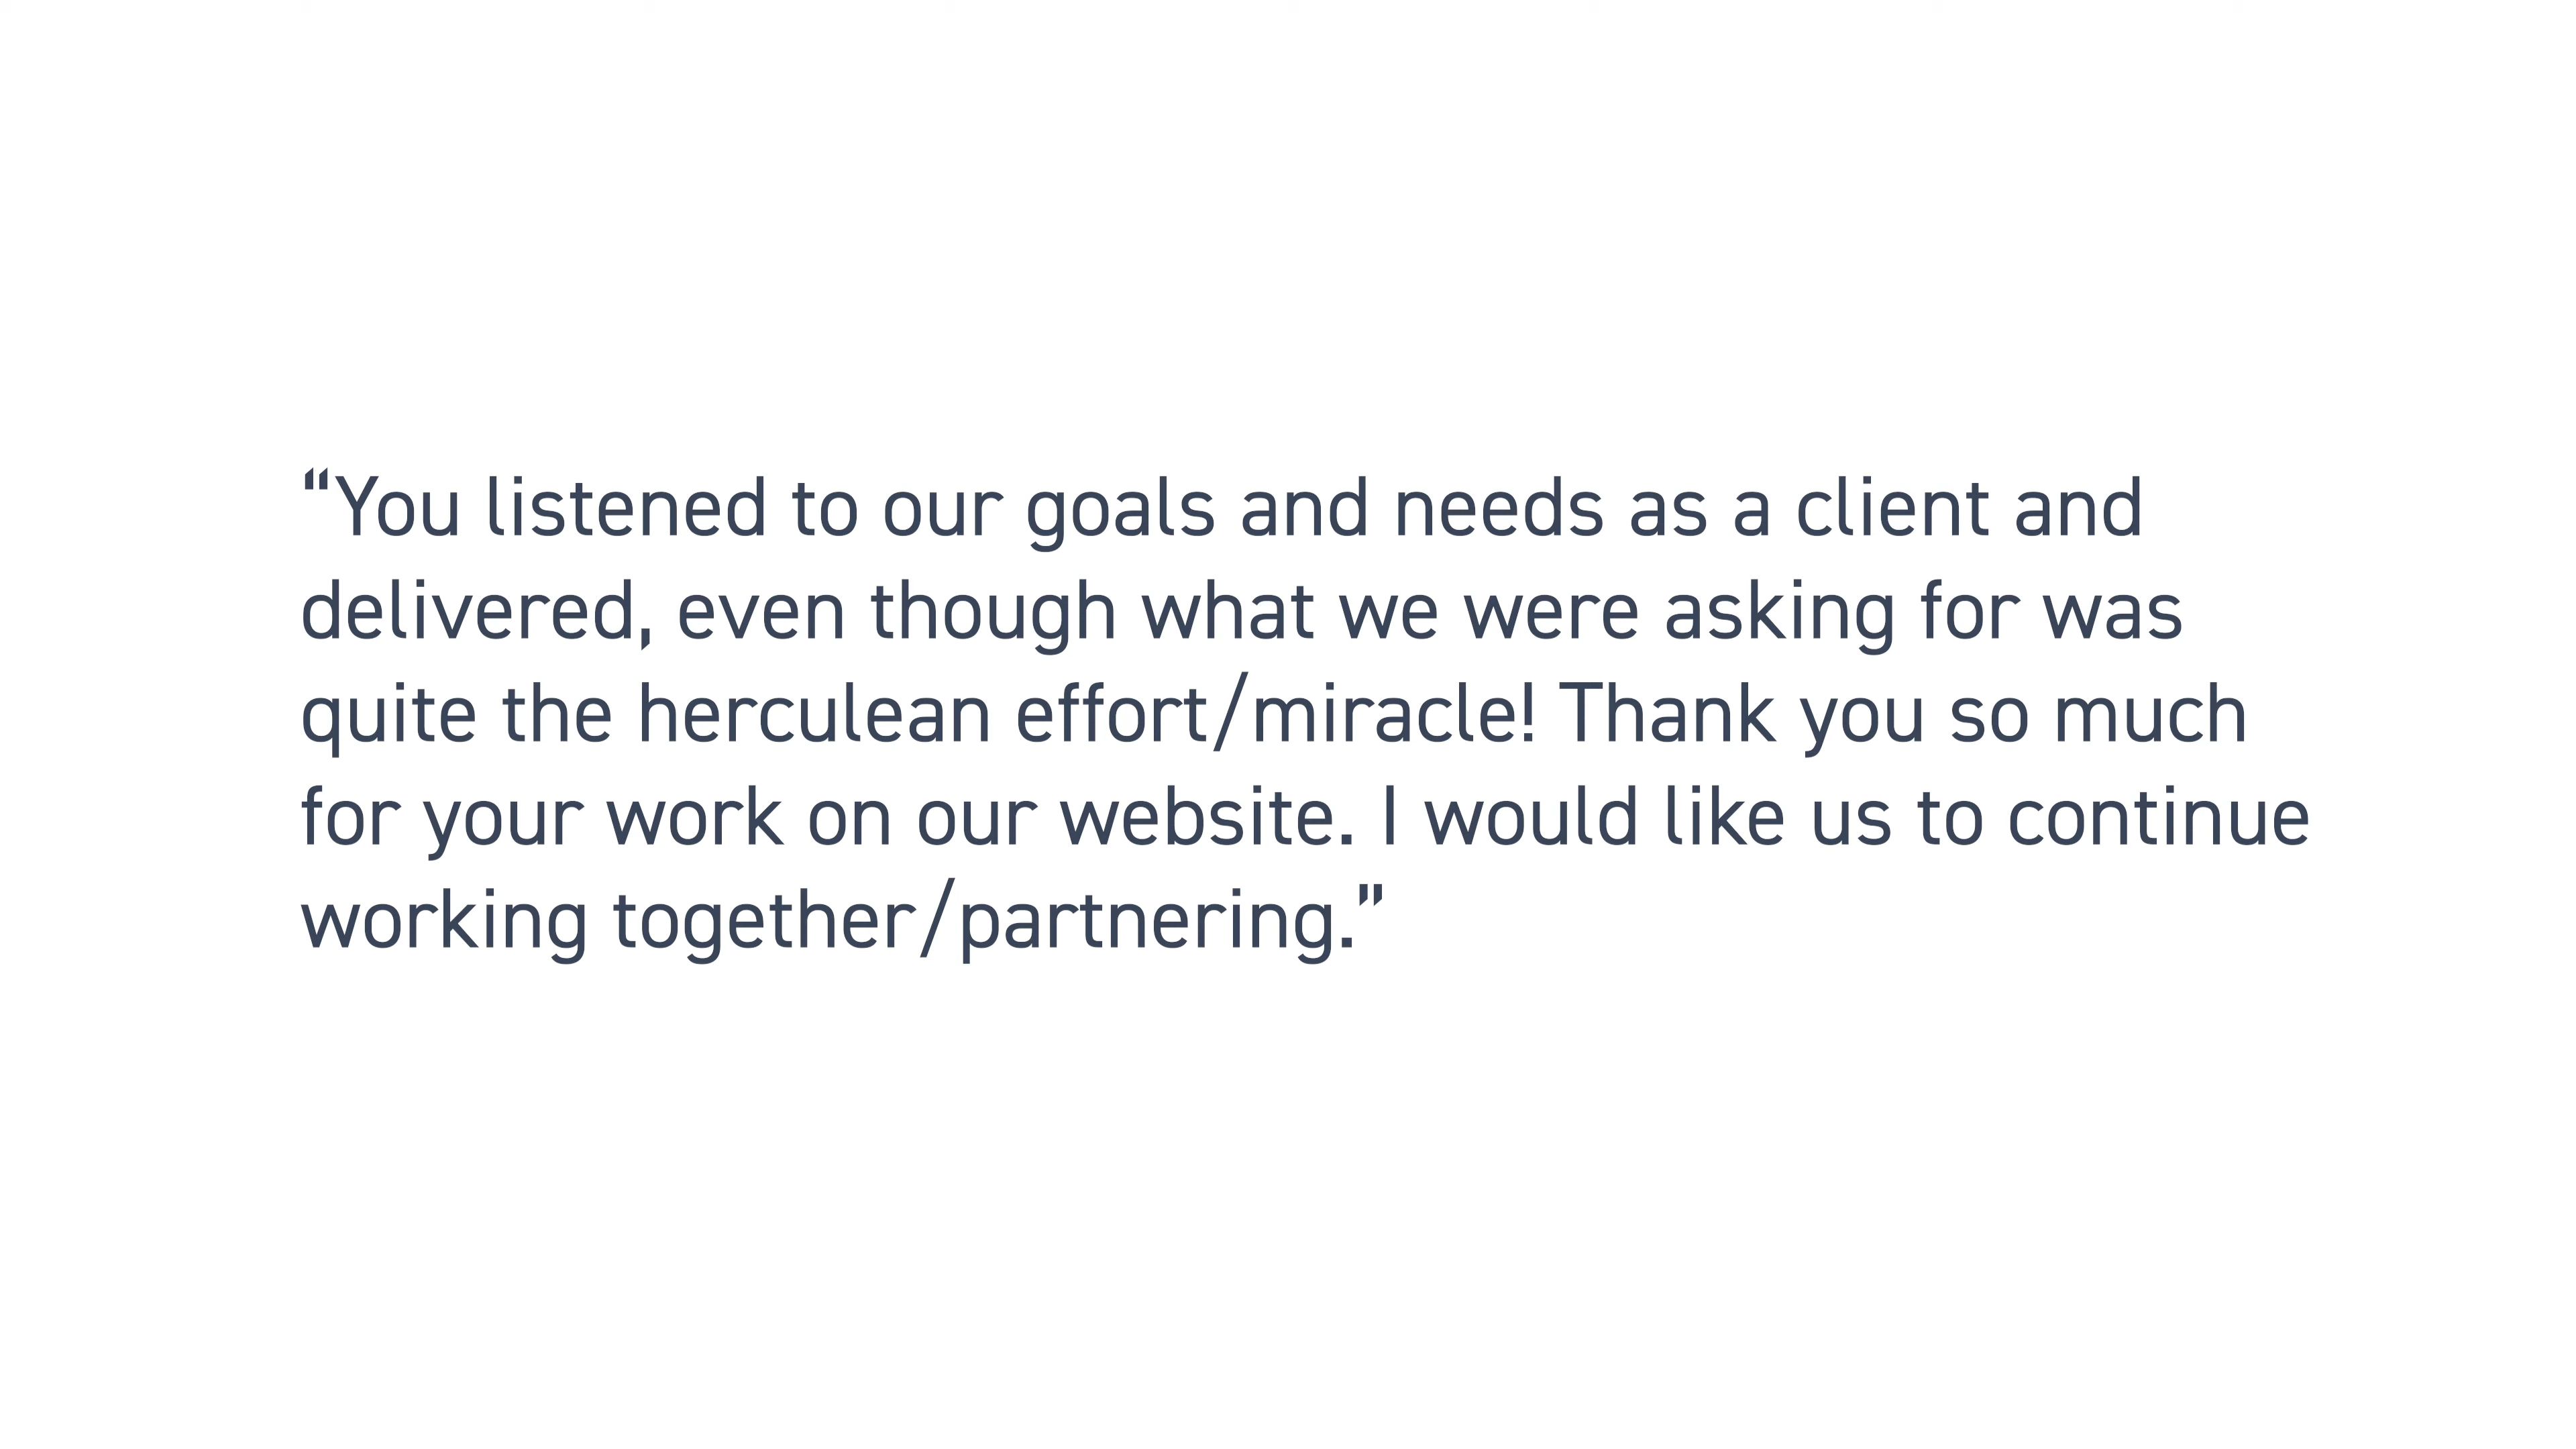 “You listened to our goals and needs as a client and
delivered, even though what we were asking for was
quite the herculean effort/miracle! Thank you so much
for your work on our website. I would like us to continue
working together/partnering.”